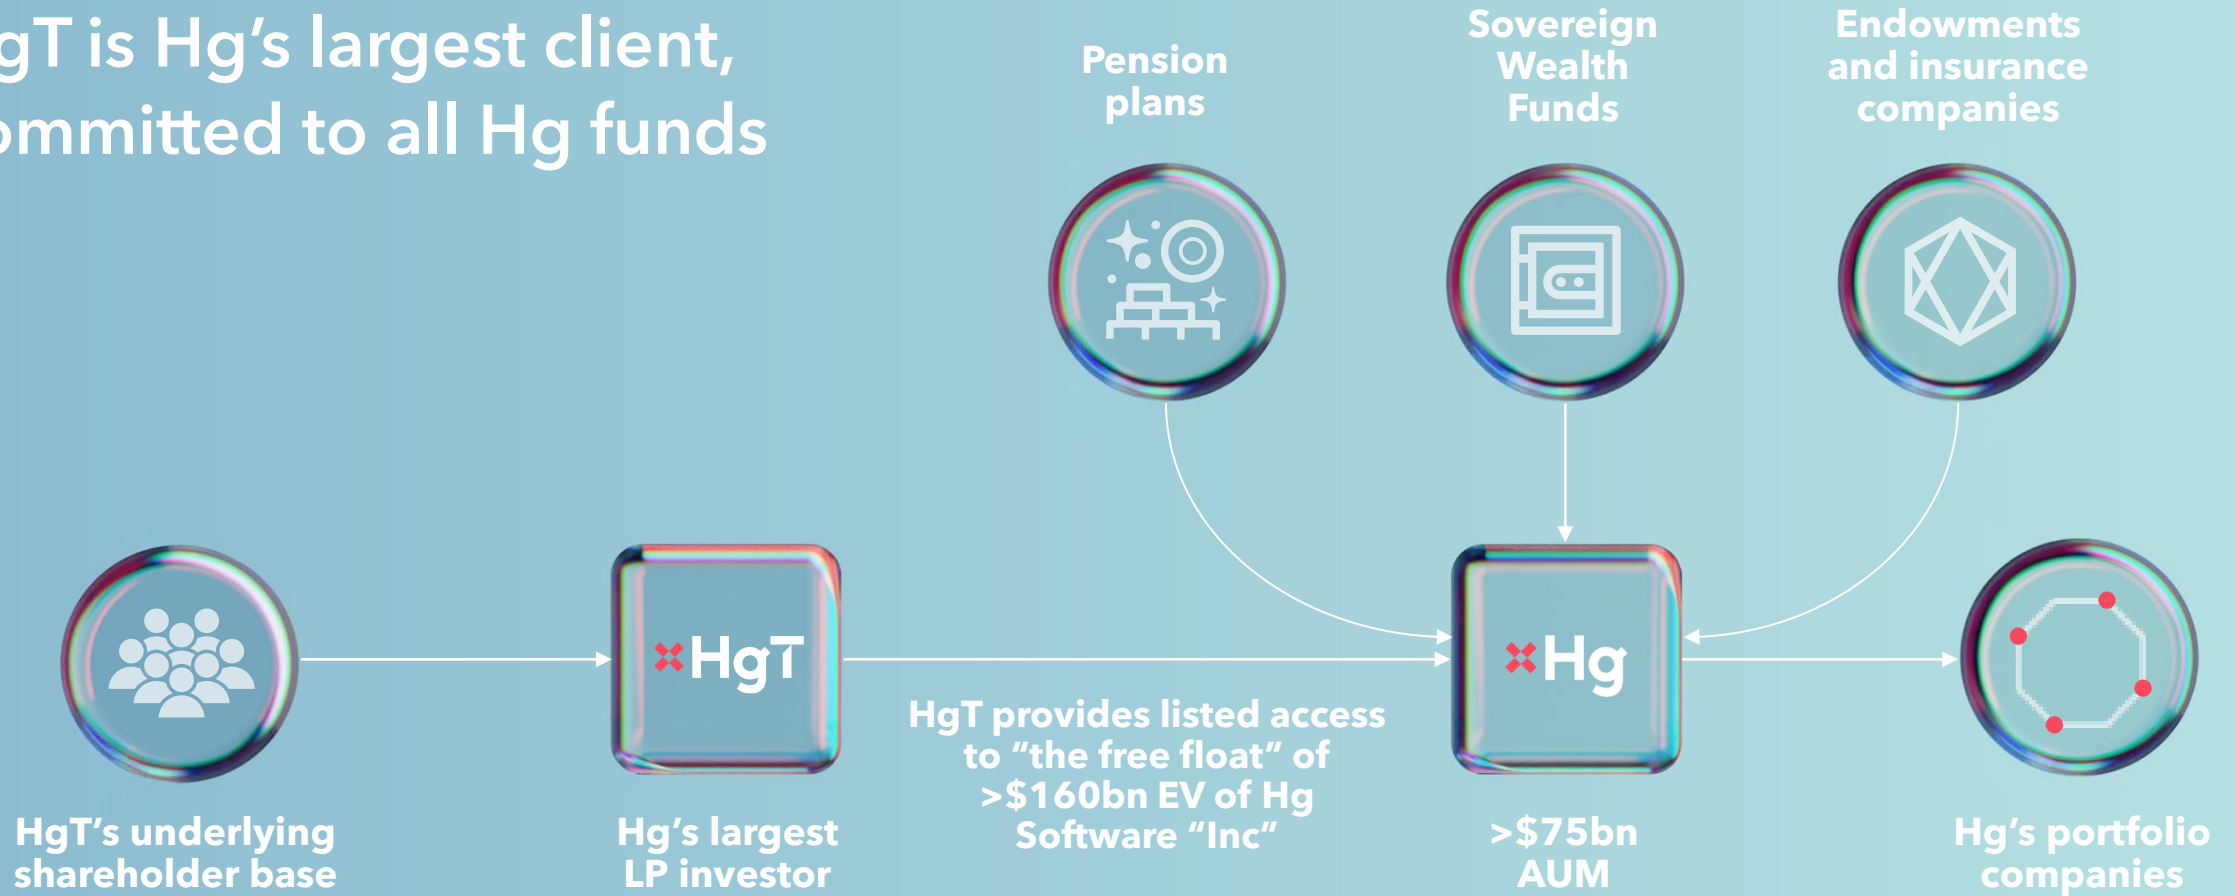 gT is Hg’s largest client,
ommitted to all Hg funds
Pension
plans
Sovereign
Wealth
Funds
Endowments
and insurance
companies
HgT
Hg
HgT provides listed access
to “the free float” of
>$160bn EV of Hg
Software “Inc”
HgT’s underlying
shareholder base
Hg’s largest
LP investor
>$75bn
AUM
Hg’s portfolio
companies